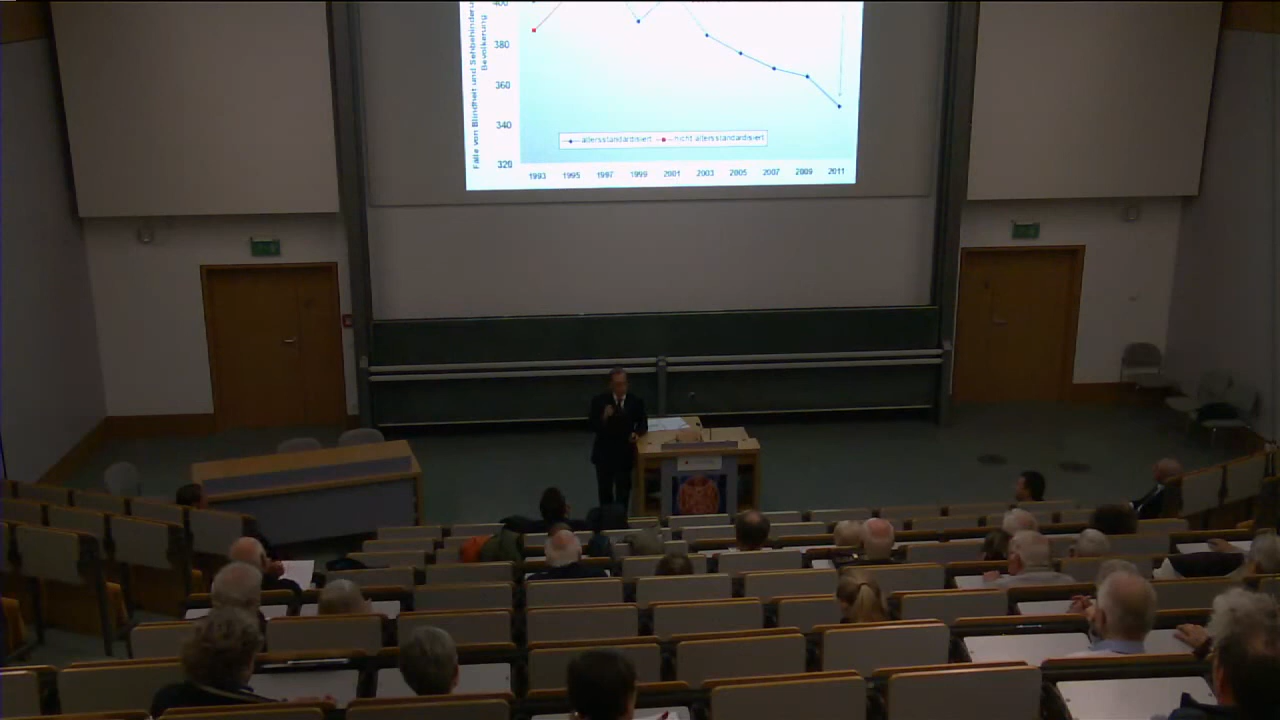 400
380
360
340
320
Fälle von Blindheit und Sehbehinderu
Bevölkerung
altersstandardisiert nicht altersstandardisiert
1993 1995 1997 1999 2001 2003 2005 2007 2009 2011